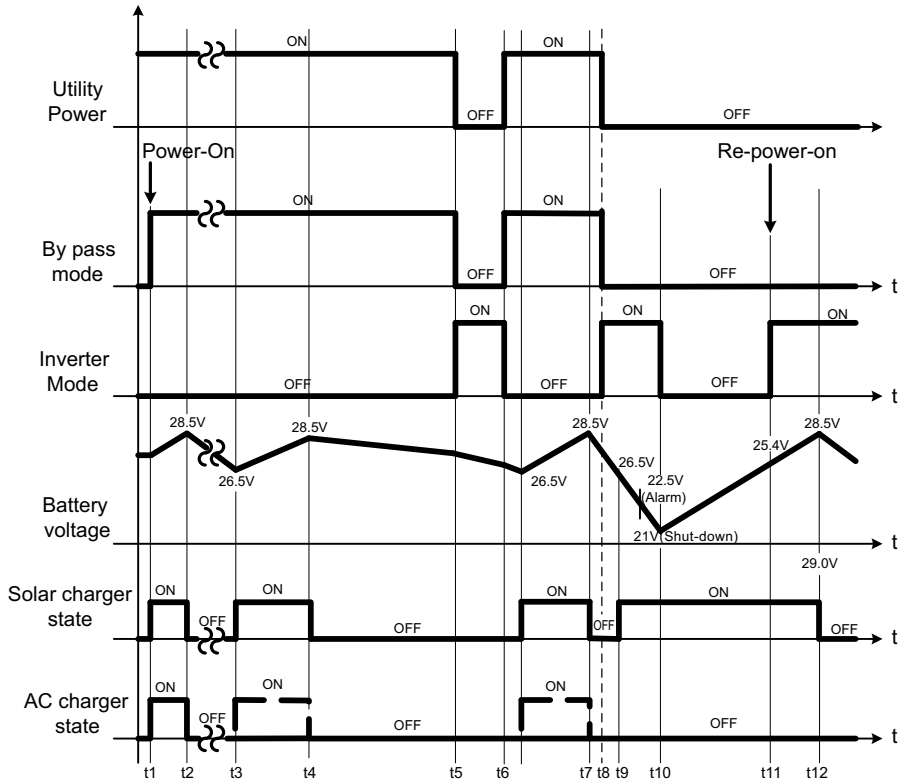 ON ON
Utility
Power
OFF OFF
Power-On Re-power-on
ON ON
By pass
mode
OFF OFF
t
ON ON ON
Inverter
Mode
OFF OFF OFF
t
28.5V 28.5V 28.5V 28.5V
26.5V 25.4V
26.5V 26.5V 22.5V
(Alarm)
Battery
voltage
21V(Shut-down)
t
29.0V
Solar charger
state
ON ON ON ON
OFF OFF OFF OFF
t
AC charger
state
ON ON ON
OFF OFF OFF
t
t1 t2 t3 t4 t5 t6 t7 t8 t9 t10 t11 t12